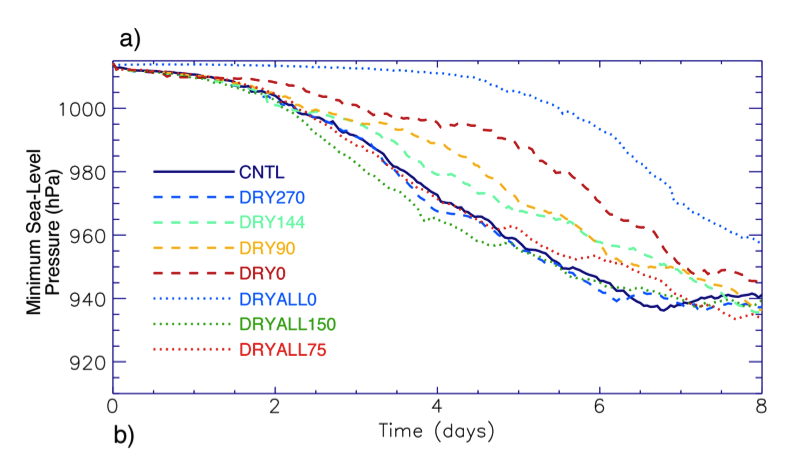 a)
Minimum Sea-Level
Pressure (hPa)
1000
980
960
940
920
CNTL
DRY270
DRY144
DRY90
DRY0
DRYALL0
DRYALL150
DRYALL75
0 2 4 6 8
Time (days)
b)